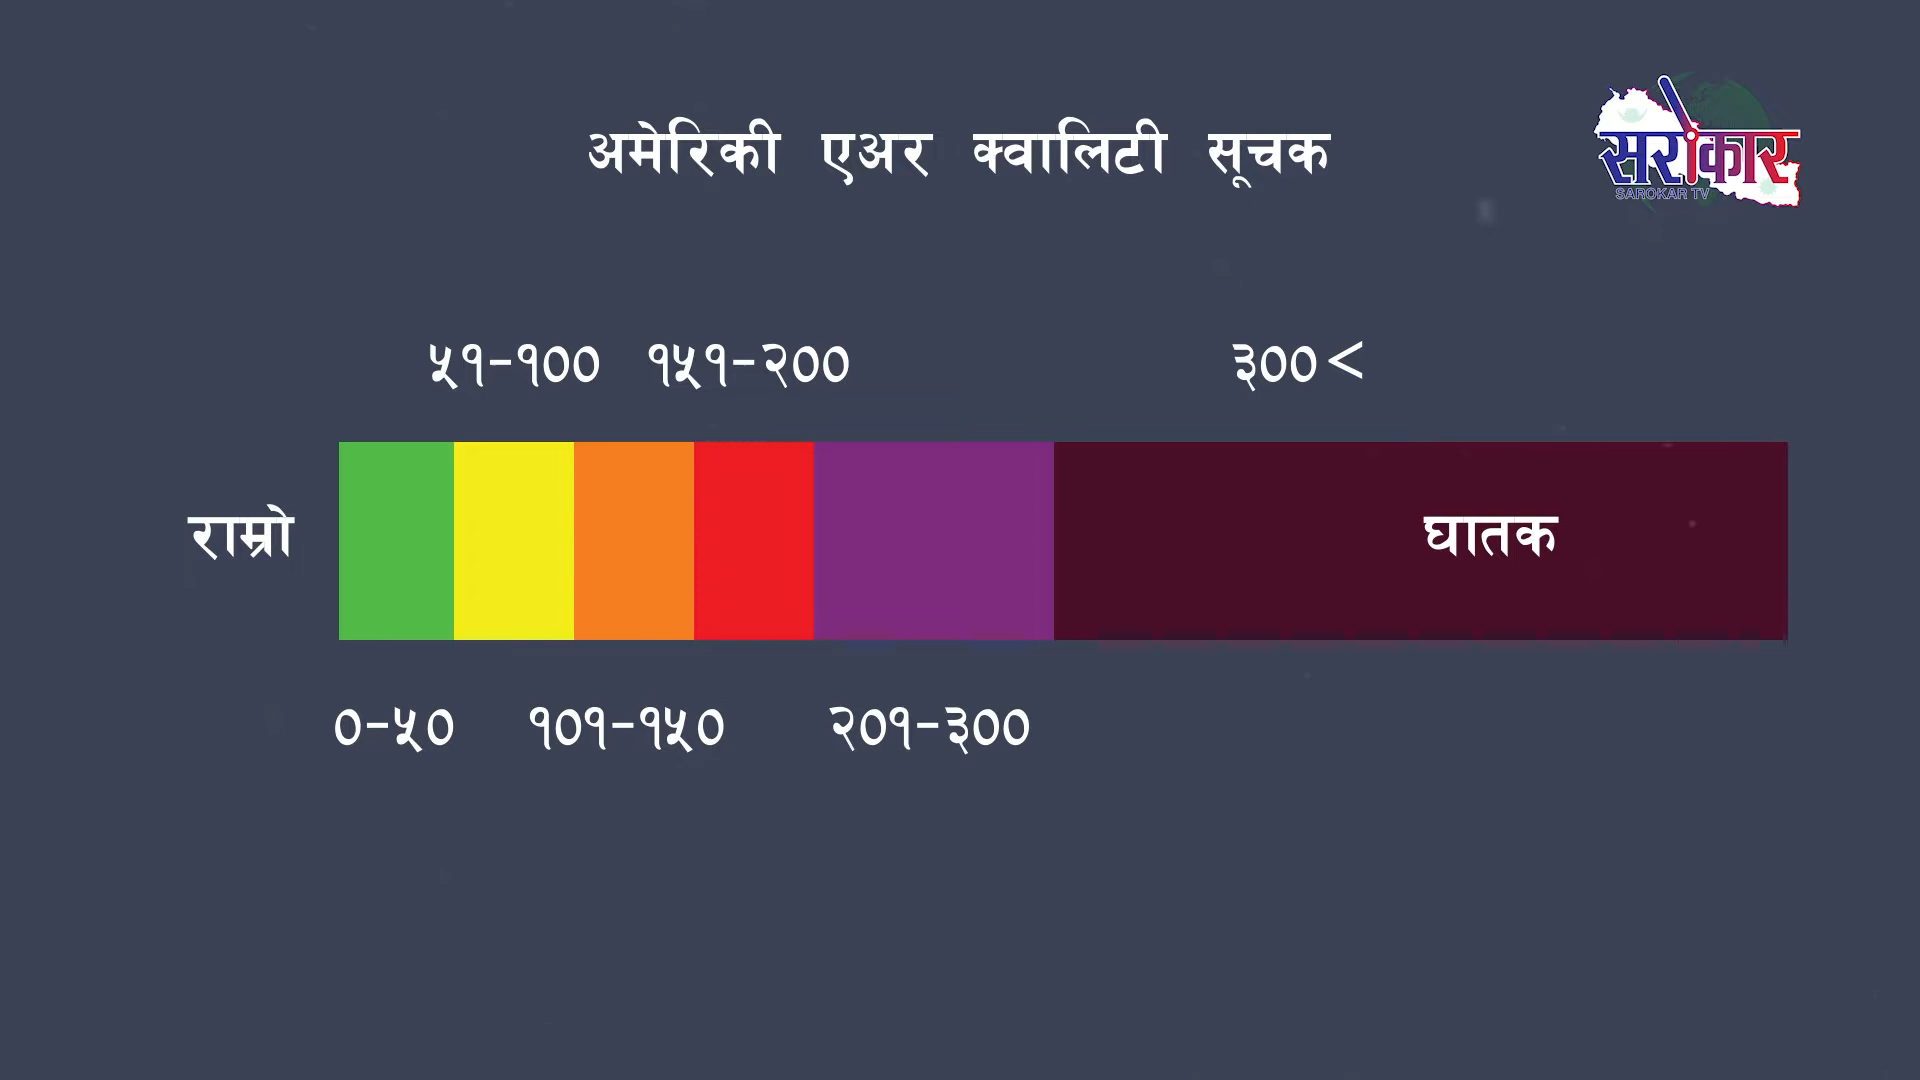 अमेरिकी एअर क्वालिटी सूचक
सरोकार
SAROKAR TV
५१-१०० १५१-२०० ३००<
राम्रो घातक
०-५० १०१-१५० २०१-३००